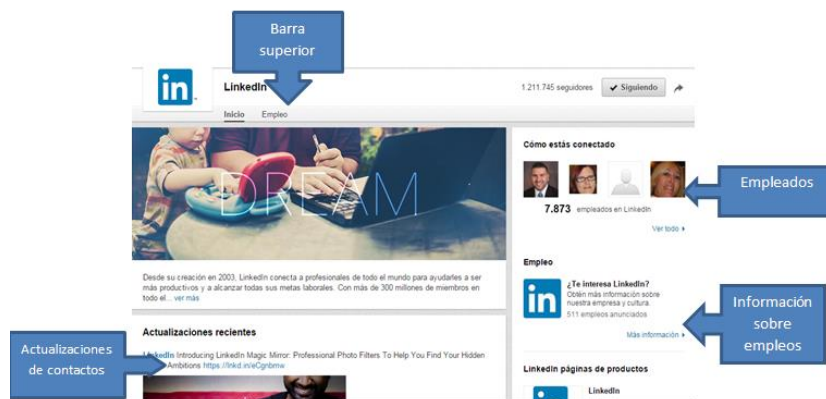 Barra
superior
in
LinkedIn
1.211.745 seguidores
Siguiendo
Inicio Empleo
DREAM
Desde su creación en 2003, LinkedIn conecta a profesionales de todo el mundo para ayudarles a ser
más productivos y a alcanzar todas sus metas laborales. Con más de 300 millones de miembros en
todo el... ver más
Actualizaciones recientes
Actualizaciones
de contactos
LinkedIn Introducing LinkedIn Magic Mirror: Professional Photo Filters To Help You Find Your Hidden
Ambitions https://lnkd.in/eCgnbmw
Cómo estás conectado
Empleados
7.873 empleados en LinkedIn
Ver todo
Empleo
in
¿Te interesa LinkedIn?
Obtén más información sobre
nuestra empresa y cultura.
511 empleos anunciados
Más información
Información
sobre
empleos
LinkedIn páginas de productos
LinkedIn